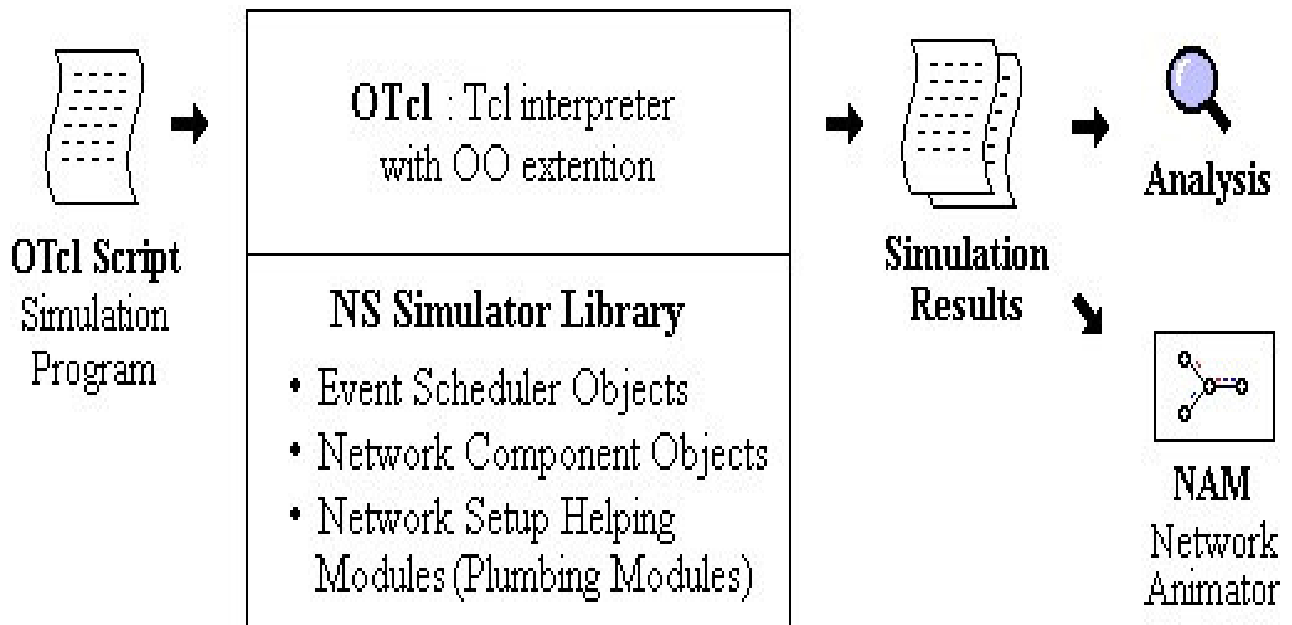 OTcl Script
Simulation
Program
OTcl : Tcl interpreter
with OO extention
NS Simulator Library
• Event Scheduler Objects
• Network Component Objects
• Network Setup Helping
Modules (Plumbing Modules)
Simulation
Results
Analysis
NAM
Network
Animator